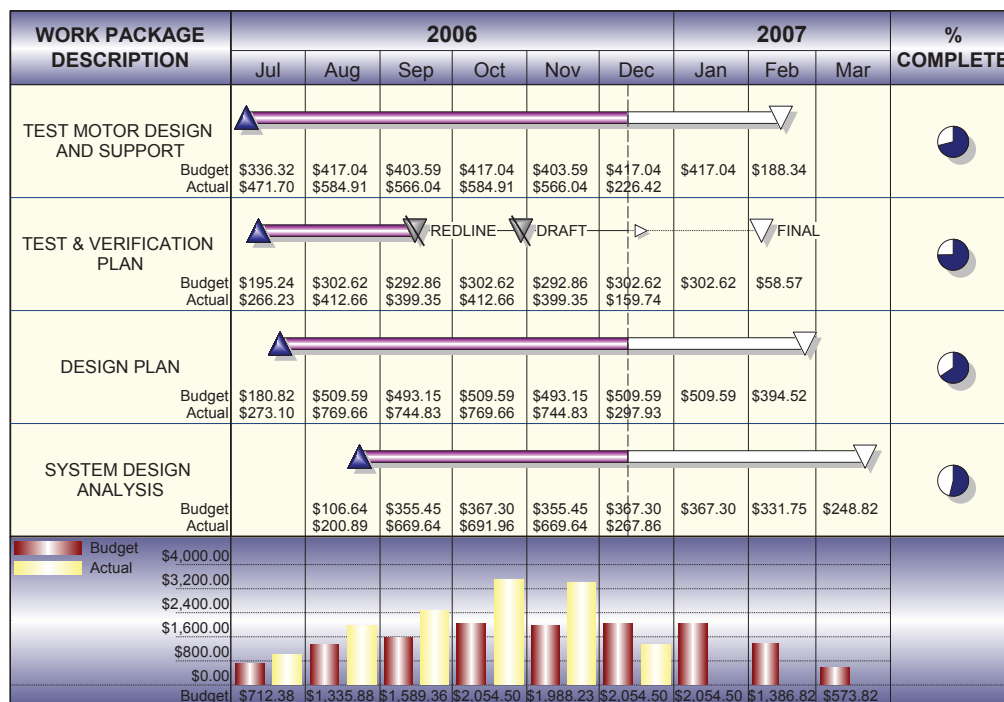 WORK PACKAGE DESCRIPTION 2006 2007 % COMPLETE
Jul Aug Sep Oct Nov Dec Jan Feb Mar
TEST MOTOR DESIGN
AND SUPPORT
Budget $336.32 $417.04 $403.59 $417.04 $403.59 $417.04 $417.04 $188.34
Actual $471.70 $584.91 $566.04 $584.91 $566.04 $226.42
REDLINE DRAFT FINAL
TEST & VERIFICATION
PLAN
Budget $195.24 $302.62 $292.86 $302.62 $292.86 $302.62 $302.62 $58.57
Actual $266.23 $412.66 $399.35 $412.66 $399.35 $159.74
DESIGN PLAN
Budget $180.82 $509.59 $493.15 $509.59 $493.15 $509.59 $509.59 $394.52
Actual $273.10 $769.66 $744.83 $769.66 $744.83 $297.93
SYSTEM DESIGN
ANALYSIS
Budget $106.64 $355.45 $367.30 $355.45 $367.30 $367.30 $331.75 $248.82
Actual $200.89 $669.64 $691.96 $669.64 $267.86
Budget
Actual
$4,000.00
$3,200.00
$2,400.00
$1,600.00
$800.00
$0.00
Budget $712.38 $1,335.88 $1,589.36 $2,054.50 $1,988.23 $2,054.50 $2,054.50 $1,386.82 $573.82